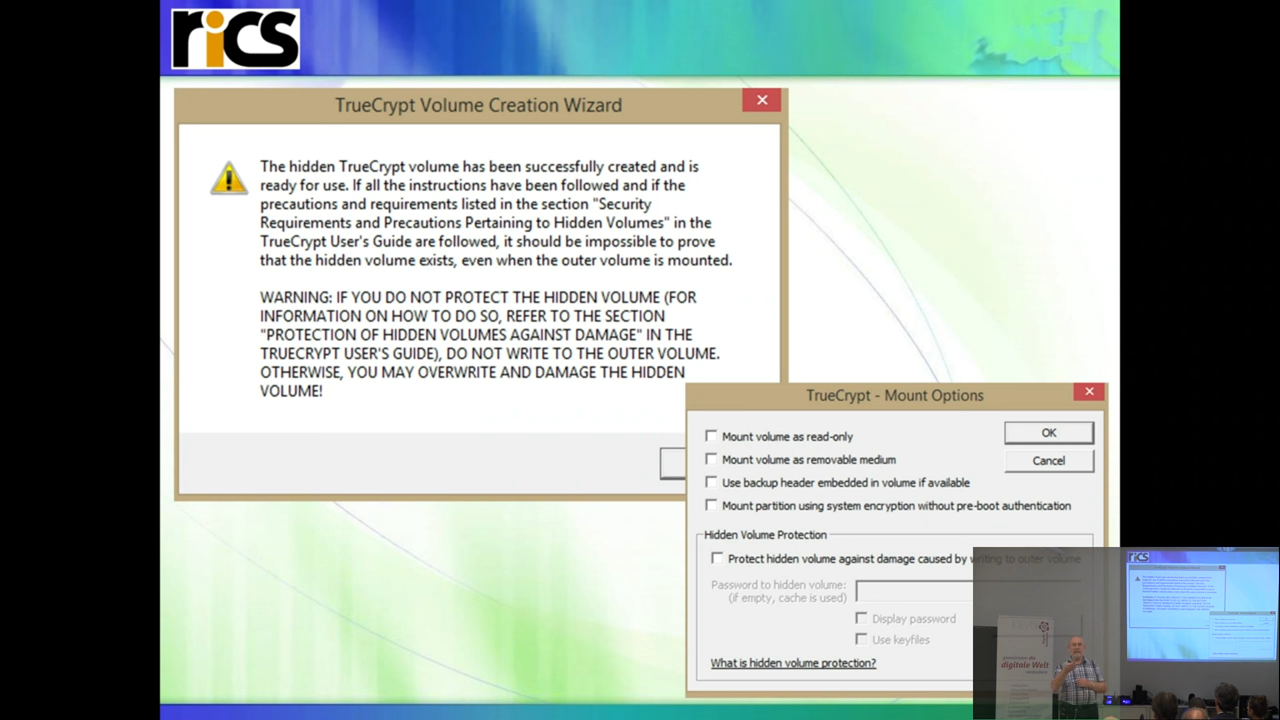 rics
TrueCrypt Volume Creation Wizard
The hidden TrueCrypt volume has been successfully created and is
ready for use. If all the instructions have been followed and if the
precautions and requirements listed in the section "Security
Requirements and Precautions Pertaining to Hidden Volumes" in the
TrueCrypt User's Guide are followed, it should be impossible to prove
that the hidden volume exists, even when the outer volume is mounted.
WARNING: IF YOU DO NOT PROTECT THE HIDDEN VOLUME (FOR
INFORMATION ON HOW TO DO SO, REFER TO THE SECTION
"PROTECTION OF HIDDEN VOLUMES AGAINST DAMAGE" IN THE
TRUECRYPT USER'S GUIDE), DO NOT WRITE TO THE OUTER VOLUME.
OTHERWISE, YOU MAY OVERWRITE AND DAMAGE THE HIDDEN
VOLUME!
TrueCrypt - Mount Options
Mount volume as read-only
OK
Mount volume as removable medium
Cancel
Use backup header embedded in volume if available
Mount partition using system encryption without pre-boot authentication
Hidden Volume Protection
Protect hidden volume against damage caused by writing to outer volume
Password to hidden volume:
(if empty, cache is used)
Display password
Use keyfiles
What is hidden volume protection?
rics
digitale Welt